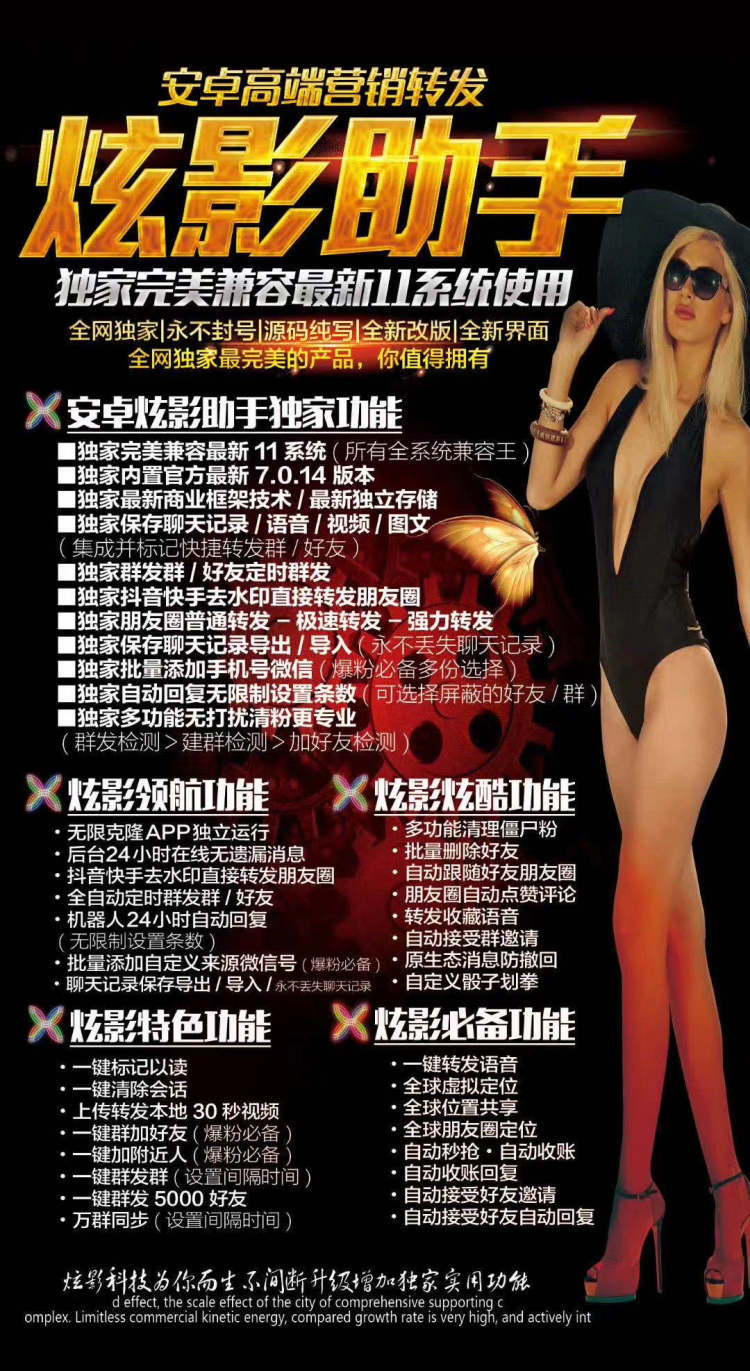 安卓高端营销转发
炫影助手
独家完美兼容最新11系统使用
全网独家|永不封号|源码纯写|全新改版|全新界面
全网独家最完美的产品，你值得拥有
安卓炫影助手独家功能
■独家完美兼容最新 11 系统（所有全系统兼容王）
■独家内置官方最新 7.0.14 版本
■独家最新商业框架技术 / 最新独立存储
■独家保存聊天记录 / 语音 / 视频 / 图文
（集成并标记快捷转发群 / 好友）
■独家群发群 / 好友定时群发
■独家抖音快手去水印直接转发朋友圈
■独家朋友圈普通转发 – 极速转发 – 强力转发
■独家保存聊天记录导出 / 导入（永不丢失聊天记录）
■独家批量添加手机号微信（爆粉必备多份选择）
■独家自动回复无限制设置条数（可选择屏蔽的好友 / 群）
■独家多功能无打扰清粉更专业
（群发检测 > 建群检测 > 加好友检测）
炫影领航功能
· 无限克隆 APP 独立运行
· 后台24小时在线无遗漏消息
· 抖音快手去水印直接转发朋友圈
· 全自动定时群发群 / 好友
· 机器人24小时自动回复
（无限制设置条数）
· 批量添加自定义来源微信号（爆粉必备）
· 聊天记录保存导出 / 导入 / 永不丢失聊天记录
炫影炫酷功能
· 多功能清理僵尸粉
· 批量删除好友
· 自动跟随好友朋友圈
· 朋友圈自动点赞评论
· 转发收藏语音
· 自动接受群邀请
· 原生态消息防撤回
· 自定义骰子划拳
炫影特色功能
· 一键标记以读
· 一键清除会话
· 上传转发本地 30 秒视频
· 一键群加好友（爆粉必备）
· 一键加附近人（爆粉必备）
· 一键群发群（设置间隔时间）
· 一键群发 5000 好友
· 万群同步（设置间隔时间）
炫影必备功能
· 一键转发语音
· 全球虚拟定位
· 全球位置共享
· 全球朋友圈定位
· 自动秒抢 · 自动收账
· 自动收账回复
· 自动接受好友邀请
· 自动接受好友自动回复
炫影科技为你而生 不间断升级增加独家实用功能
d effect, the scale effect of the city of comprehensive supporting c
omplex. Limitless commercial kinetic energy, compared growth rate is very high, and actively int